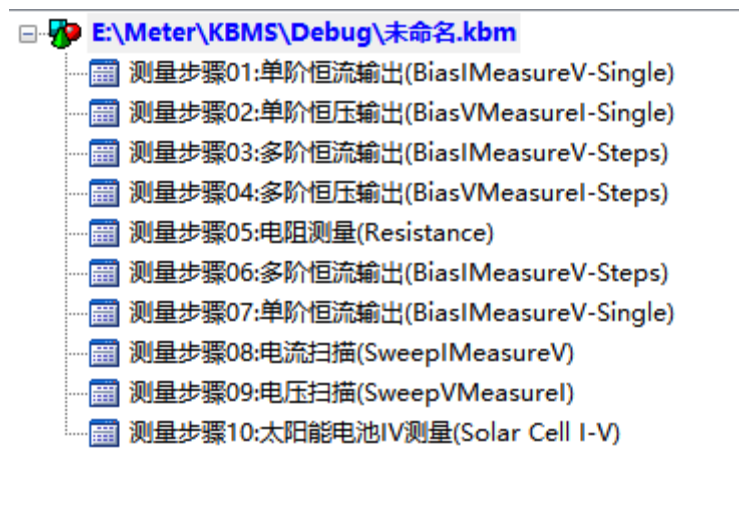 E:\Meter\KBMS\Debug\未命名.kbm
测量步骤01:单阶恒流输出(BiasIMeasureV-Single)
测量步骤02:单阶恒压输出(BiasVMeasureI-Single)
测量步骤03:多阶恒流输出(BiasIMeasureV-Steps)
测量步骤04:多阶恒压输出(BiasVMeasureI-Steps)
测量步骤05:电阻测量(Resistance)
测量步骤06:多阶恒流输出(BiasIMeasureV-Steps)
测量步骤07:单阶恒流输出(BiasIMeasureV-Single)
测量步骤08:电流扫描(SweepIMeasureV)
测量步骤09:电压扫描(SweepVMeasureI)
测量步骤10:太阳能电池IV测量(Solar Cell I-V)